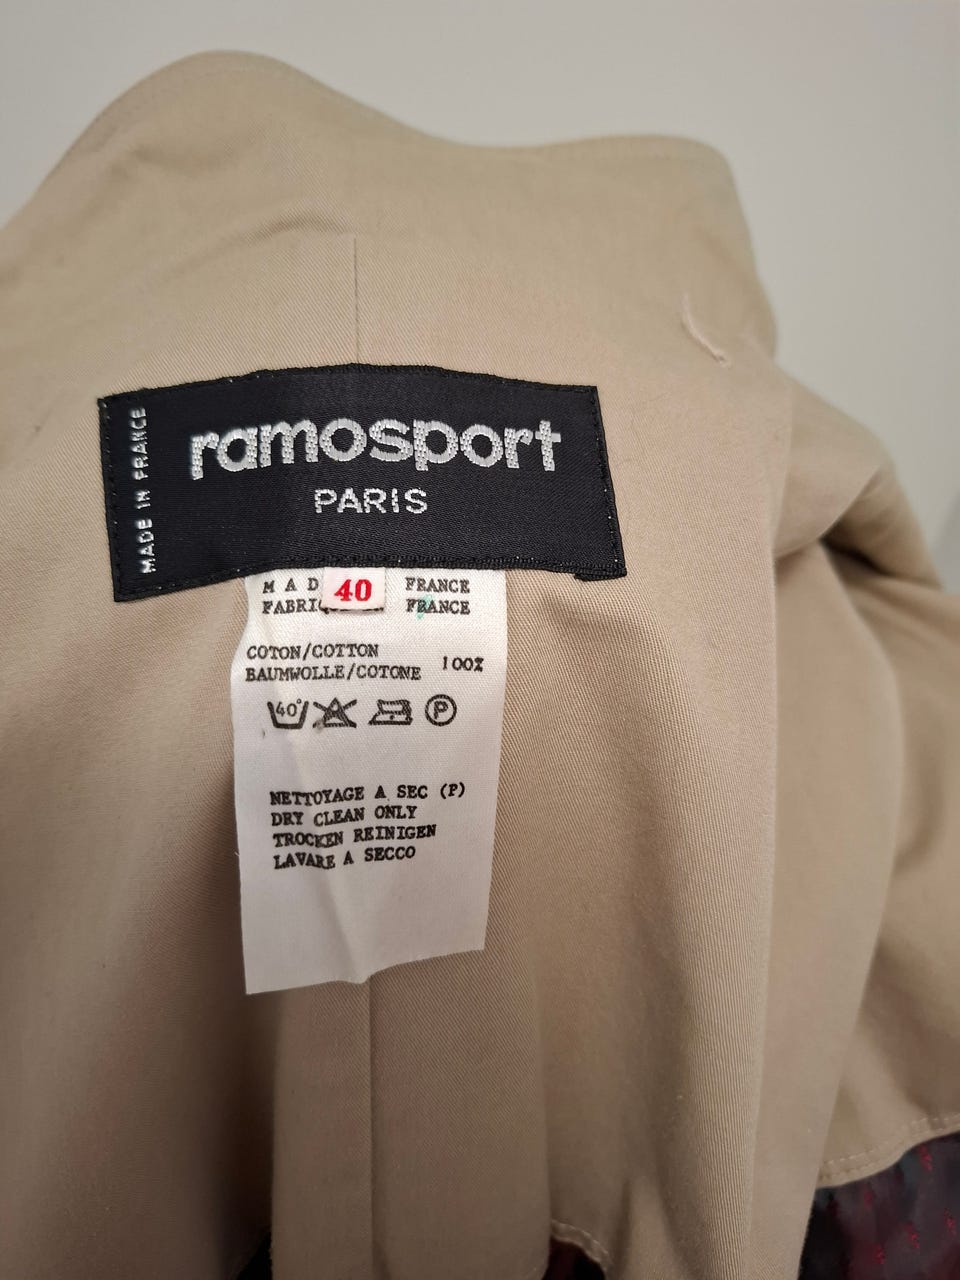 MADE IN FRANCE
ramosport
PARIS
40
MAD FRANCE
FABRI FRANCE
COTON/COTTON
BAUMWOLLE/COTONE 100%
40° P
NETTOYAGE A SEC (P)
DRY CLEAN ONLY
TROCKEN REINIGEN
LAVARE A SECCO